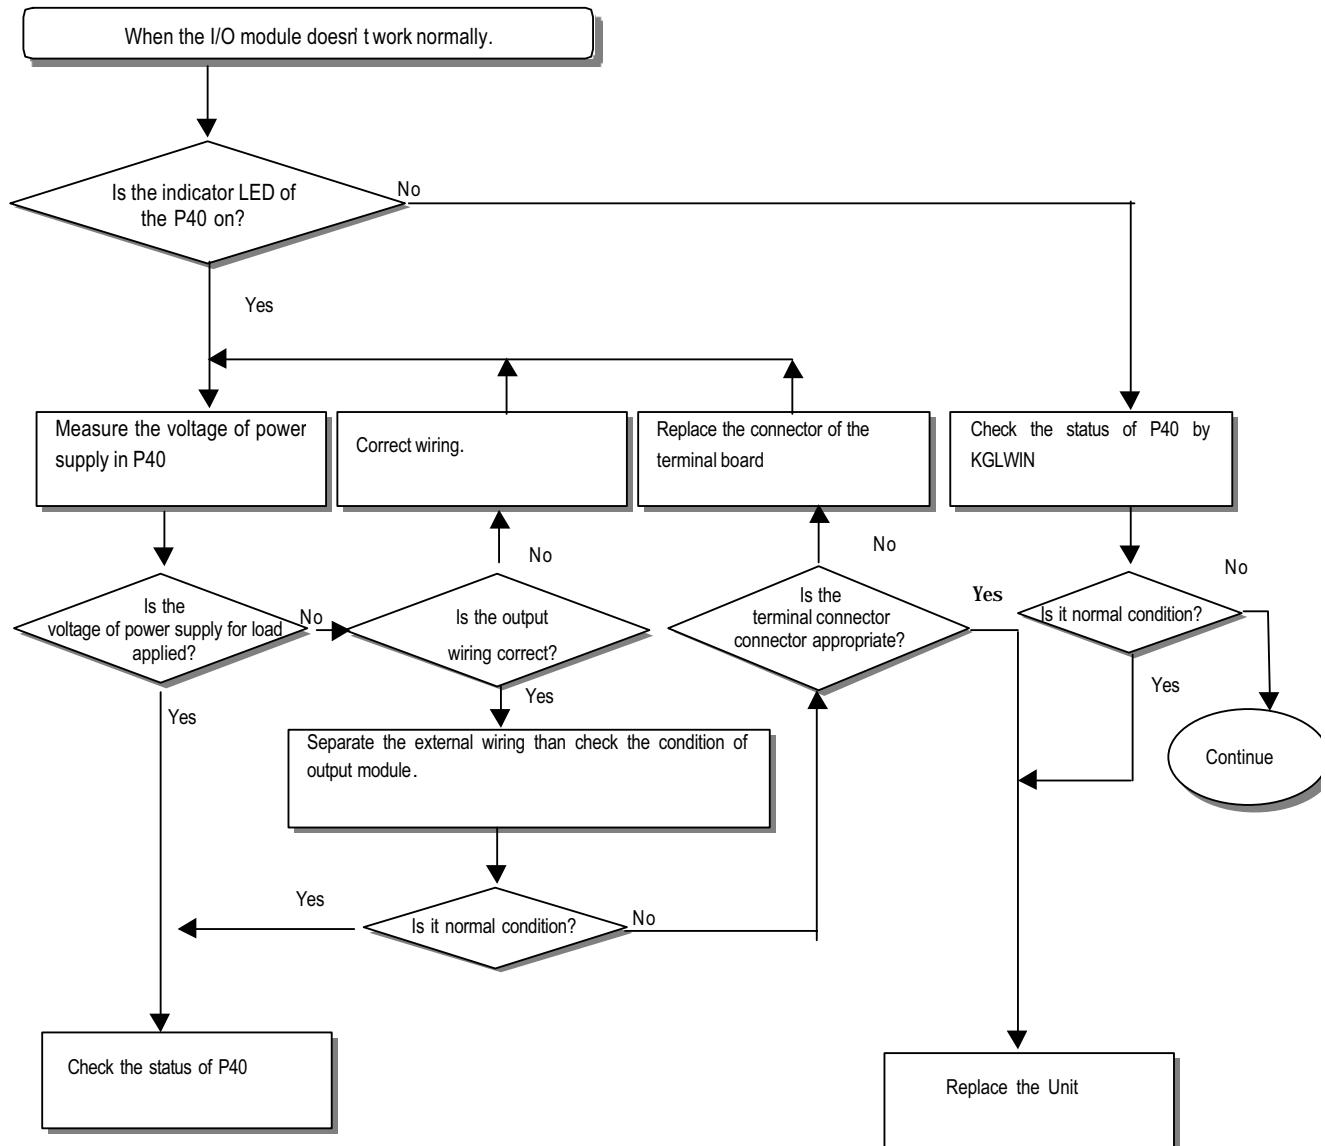 When the I/O module doesn't work normally.
Is the indicator LED of
the P40 on?
No
Yes
Measure the voltage of power
supply in P40
Correct wiring.
Replace the connector of the
terminal board
Check the status of P40 by
KGLWIN
No
No
No
Is the
voltage of power supply for load
applied?
No
Is the output
wiring correct?
Is the
terminal connector
connector appropriate?
Yes
Is it normal condition?
Yes
Yes
Yes
Separate the external wiring than check the condition of
output module.
Continue
Yes
Is it normal condition?
No
Check the status of P40
Replace the Unit